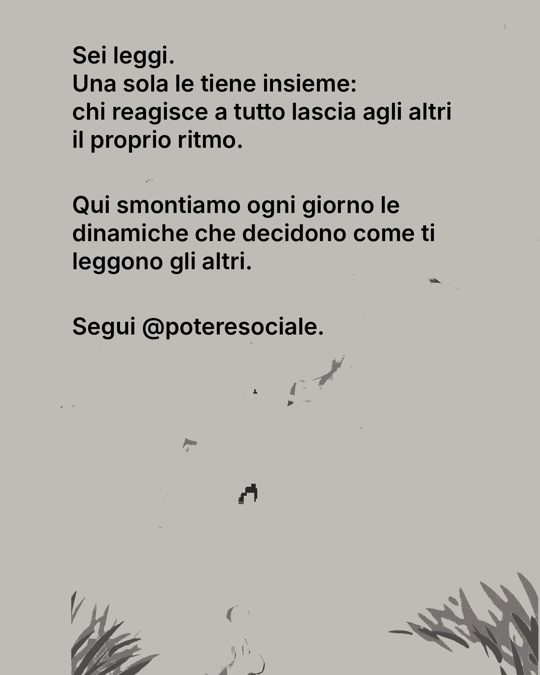 Sei leggi.
Una sola le tiene insieme:
chi reagisce a tutto lascia agli altri
il proprio ritmo.
Qui smontiamo ogni giorno le
dinamiche che decidono come ti
leggono gli altri.
Segui @poteresociale.